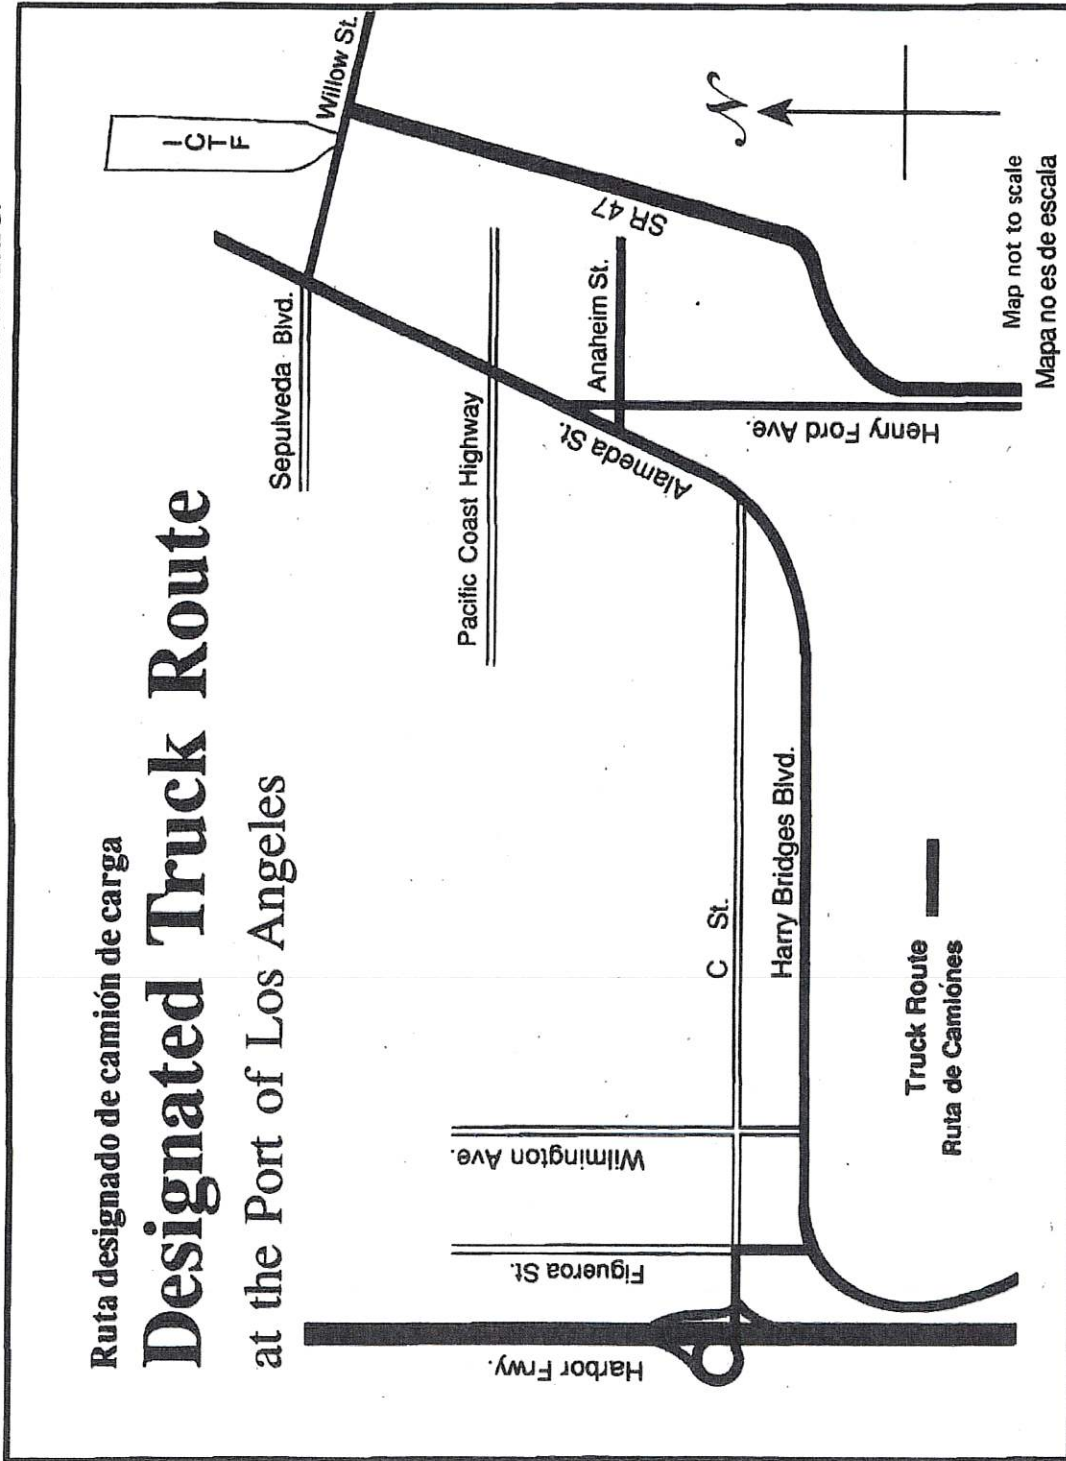 Ruta designado de camión de carga
Designated Truck Route
at the Port of Los Angeles
ICTF
Willow St.
Sepulveda Blvd.
Pacific Coast Highway
SR 47
Anaheim St.
Alameda St.
Henry Ford Ave.
N
C St.
Harry Bridges Blvd.
Wilmington Ave.
Figueroa St.
Harbor Frwy.
Truck Route
Ruta de Camiónes
Map not to scale
Mapa no es de escala